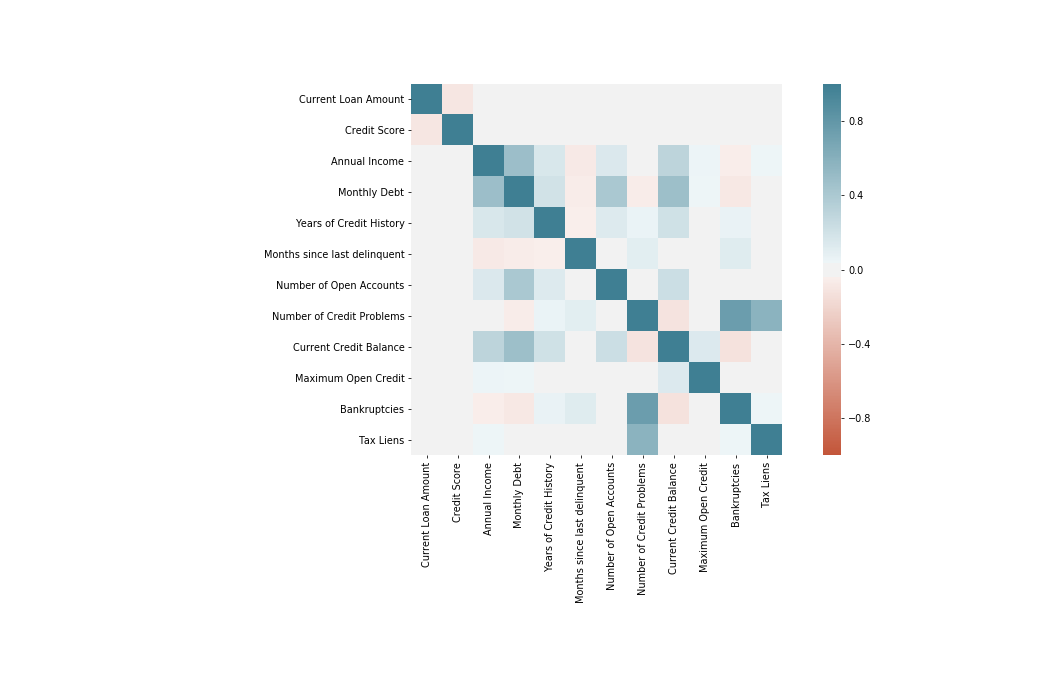 Current Loan Amount
Credit Score
Annual Income
Monthly Debt
Years of Credit History
Months since last delinquent
Number of Open Accounts
Number of Credit Problems
Current Credit Balance
Maximum Open Credit
Bankruptcies
Tax Liens
Current Loan Amount
Credit Score
Annual Income
Monthly Debt
Years of Credit History
Months since last delinquent
Number of Open Accounts
Number of Credit Problems
Current Credit Balance
Maximum Open Credit
Bankruptcies
Tax Liens
0.8
0.4
0.0
−0.4
−0.8